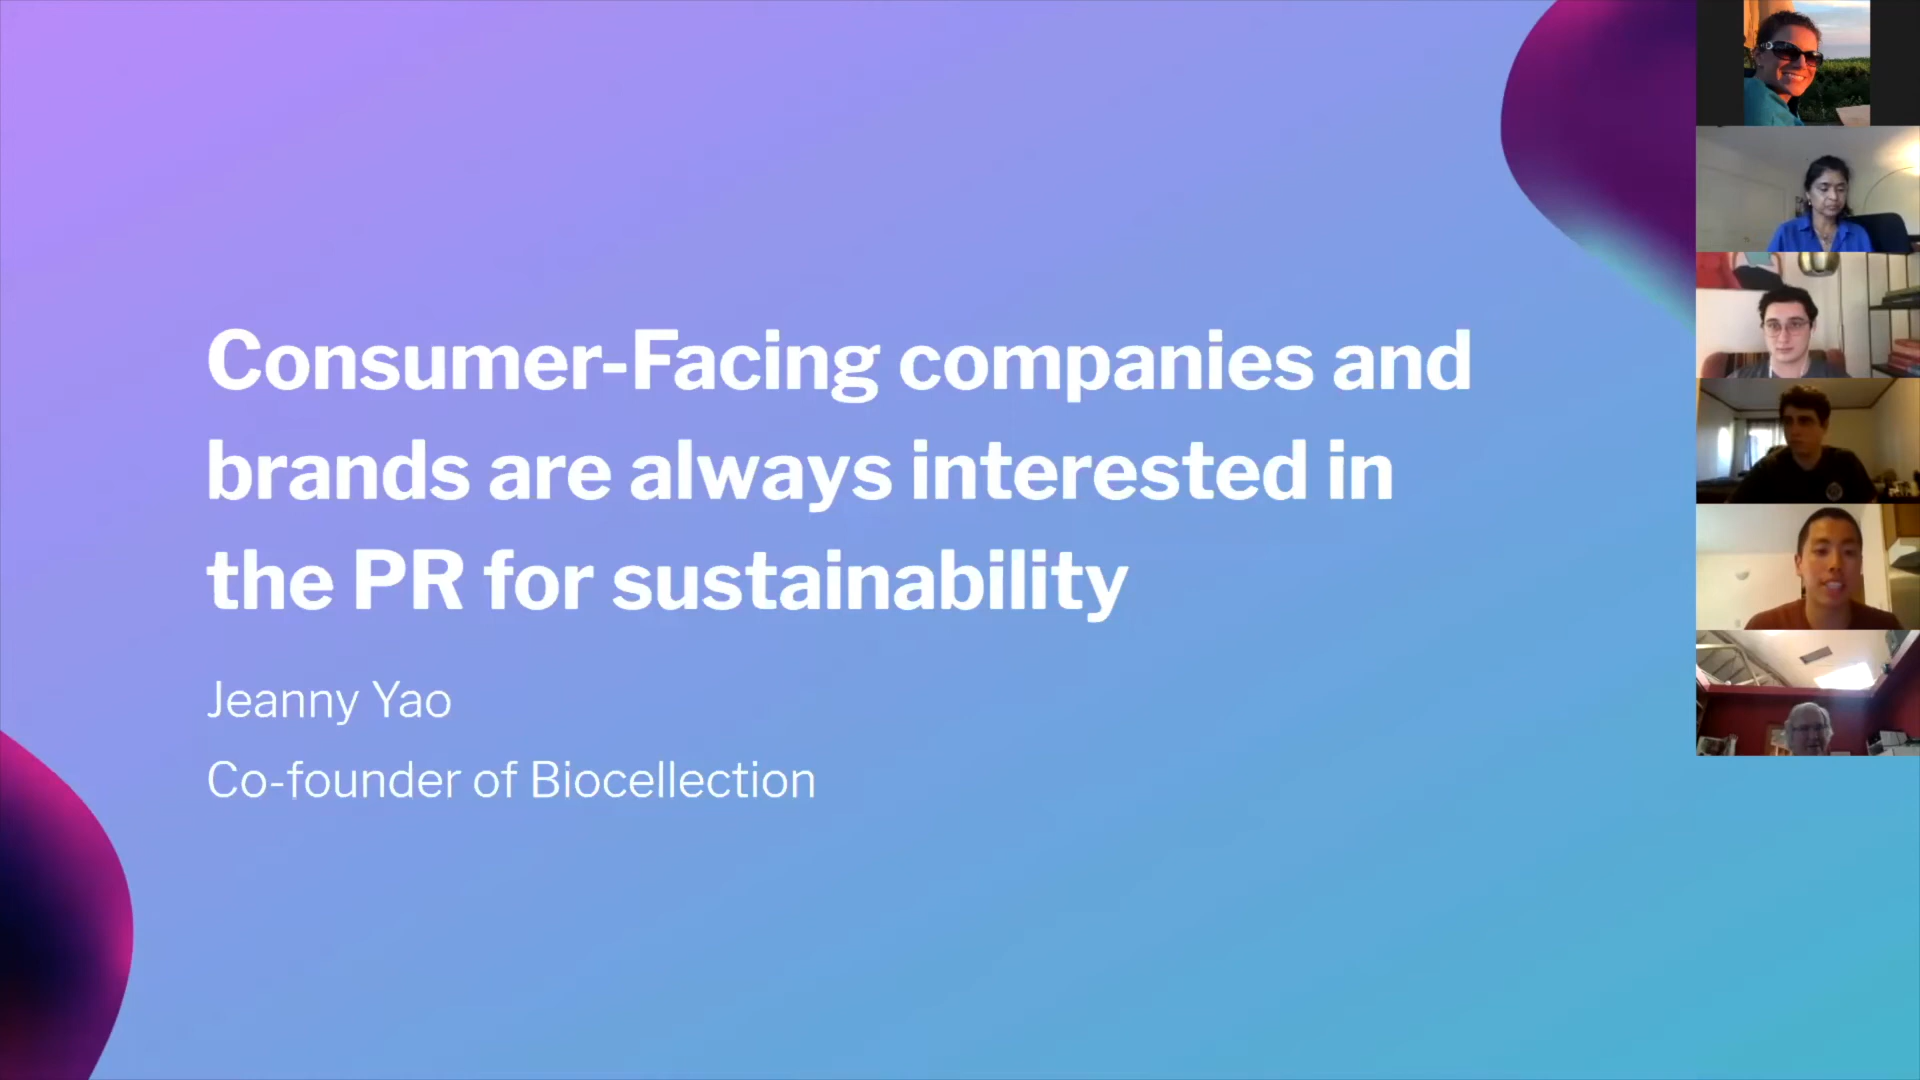 Consumer-Facing companies and
brands are always interested in
the PR for sustainability
Jeanny Yao
Co-founder of Biocellection